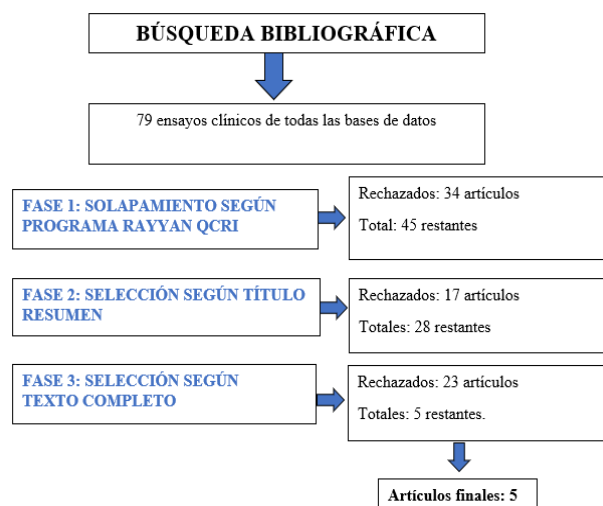 BÚSQUEDA BIBLIOGRÁFICA
79 ensayos clínicos de todas las bases de datos
FASE 1: SOLAPAMIENTO SEGÚN
PROGRAMA RAYYAN QCRI
Rechazados: 34 artículos
Total: 45 restantes
FASE 2: SELECCIÓN SEGÚN TÍTULO
RESUMEN
Rechazados: 17 artículos
Totales: 28 restantes
FASE 3: SELECCIÓN SEGÚN
TEXTO COMPLETO
Rechazados: 23 artículos
Totales: 5 restantes.
Artículos finales: 5